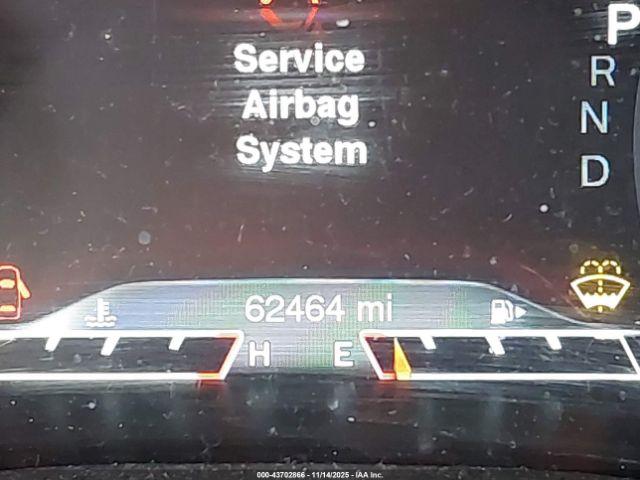 Service
Airbag
System
P
R
N
D
62464 mi
H E
000-43702866 - 11/14/2025 - IAA Inc.